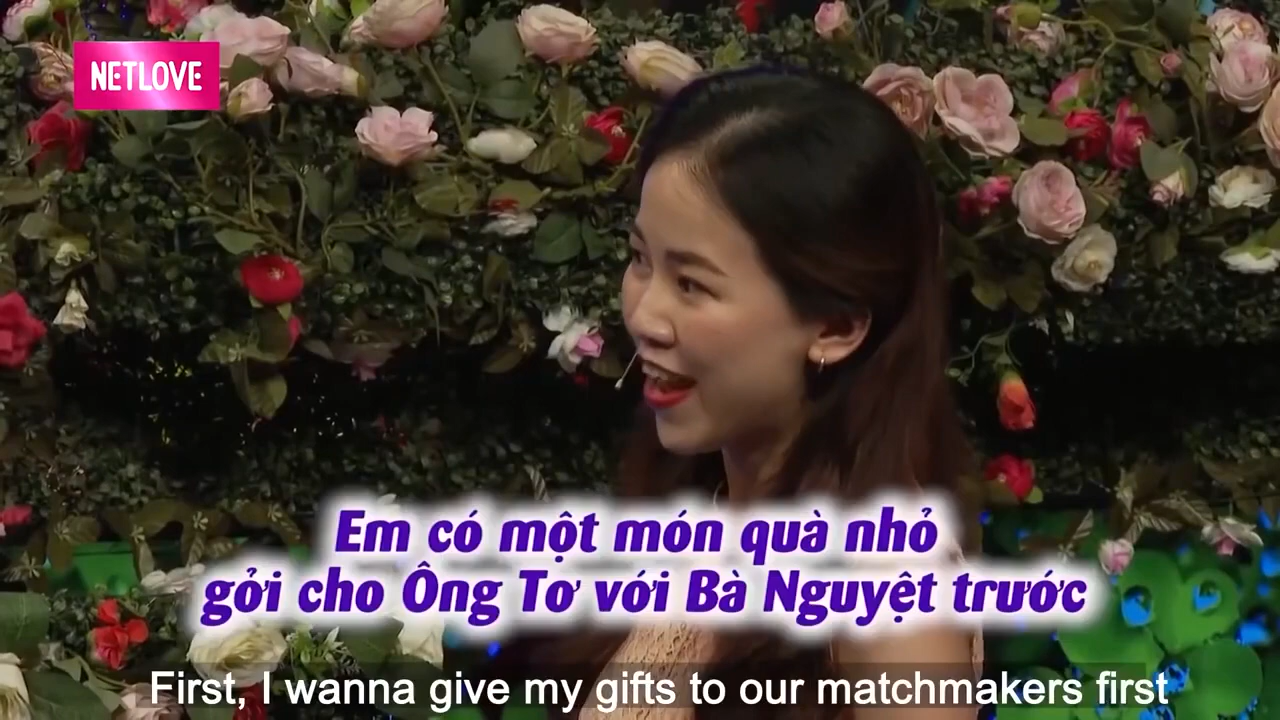 NETLOVE
Em có một món quà nhỏ
gởi cho Ông Tơ với Bà Nguyệt trước
First, I wanna give my gifts to our matchmakers first